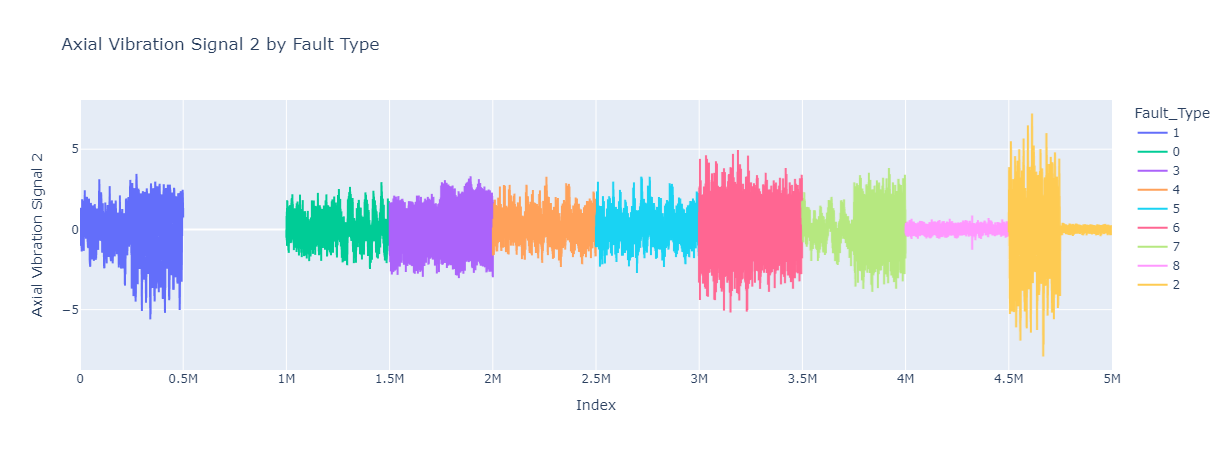 Axial Vibration Signal 2 by Fault Type
Axial Vibration Signal 2
5
0
−5
0
0.5M
1M
1.5M
2M
2.5M
3M
3.5M
4M
4.5M
5M
Index
Fault_Type
1
0
3
4
5
6
7
8
2